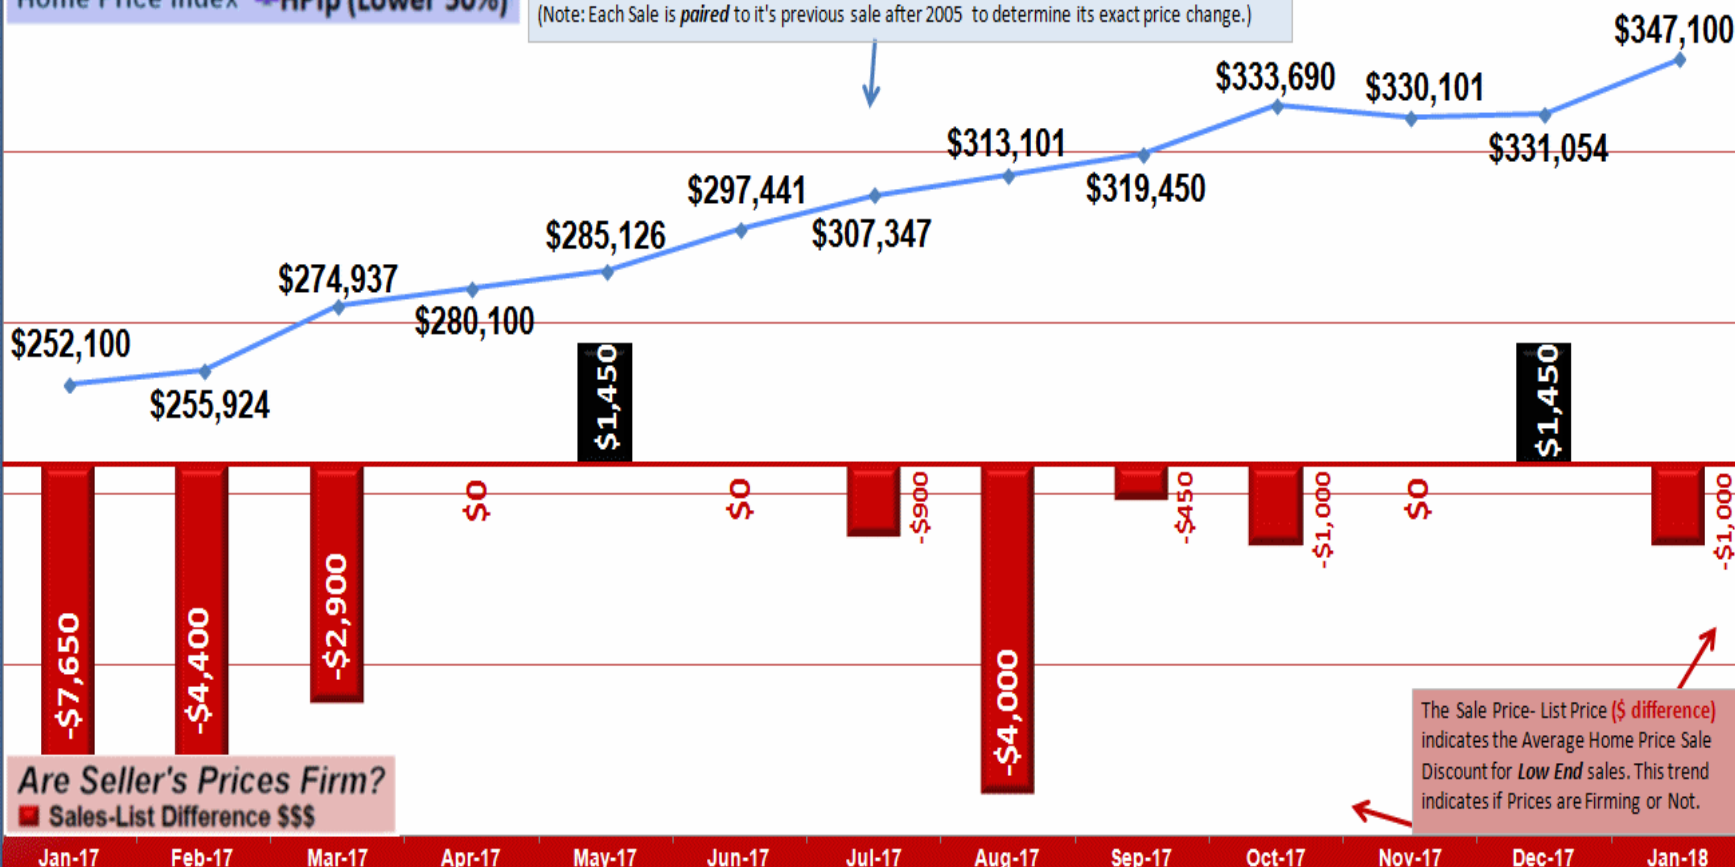 Home Price Index HPIp (Lower 50%)
(Note: Each Sale is paired to it's previous sale after 2005 to determine its exact price change.)
$347,100
$333,690
$330,101
$331,054
$313,101
$319,450
$297,441
$307,347
$285,126
$274,937
$280,100
$252,100
$255,924
$1,450
$1,450
-$7,650
-$4,400
-$2,900
$0
$0
-$900
-$4,000
-$450
-$1,000
$0
-$1,000
The Sale Price- List Price ($ difference)
indicates the Average Home Price Sale
Discount for Low End sales. This trend
indicates if Prices are Firming or Not.
Are Seller's Prices Firm?
Sales-List Difference $$$
Jan-17 Feb-17 Mar-17 Apr-17 May-17 Jun-17 Jul-17 Aug-17 Sep-17 Oct-17 Nov-17 Dec-17 Jan-18